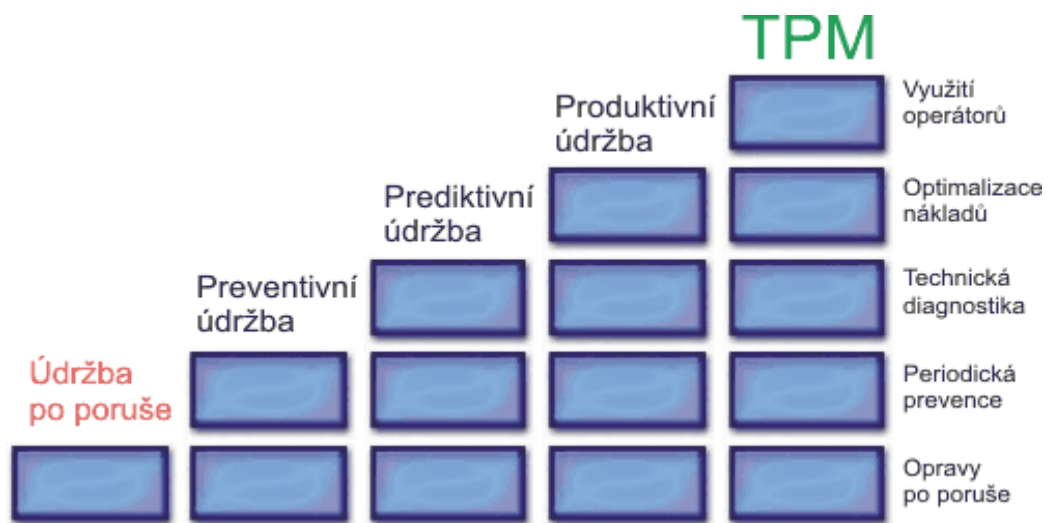 TPM
Využití
operátorů
Produktivní
údržba
Optimalizace
nákladů
Prediktivní
údržba
Technická
diagnostika
Preventivní
údržba
Periodická
prevence
Údržba
po poruše
Opravy
po poruše